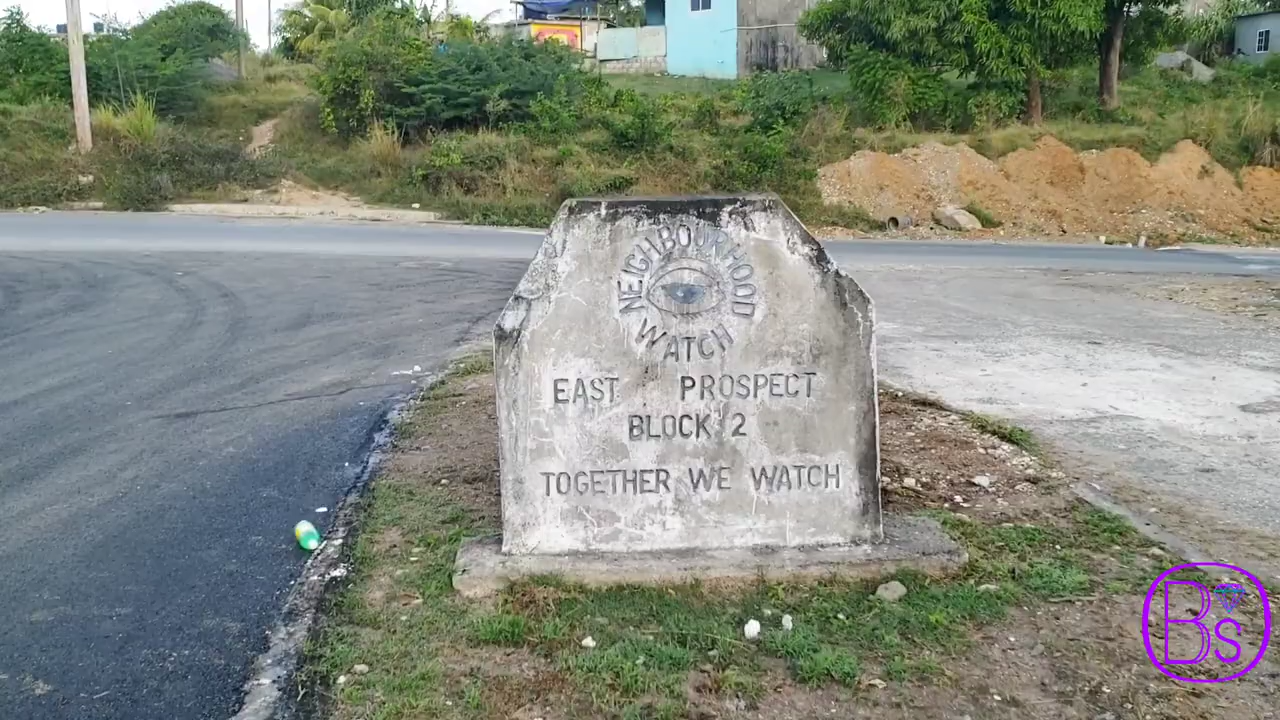 NEIGHBOURHOOD
WATCH
EAST PROSPECT
BLOCK 2
TOGETHER WE WATCH
Bs